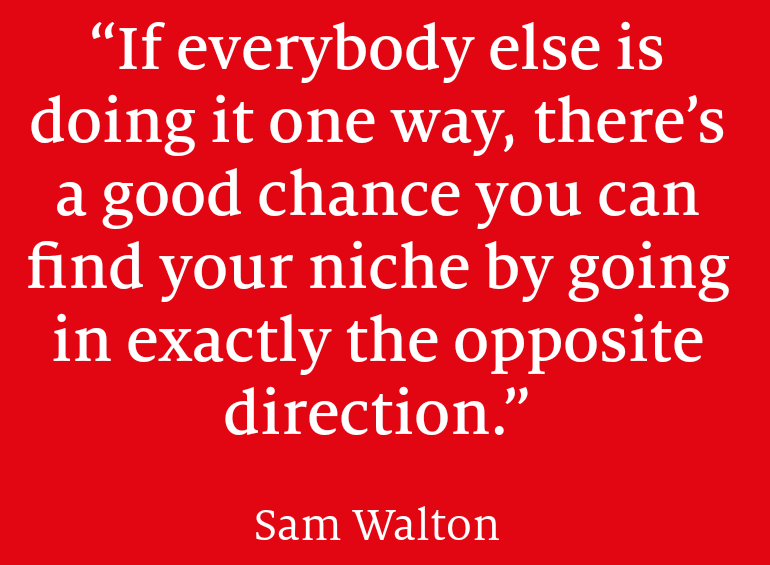 “If everybody else is
doing it one way, there’s
a good chance you can
find your niche by going
in exactly the opposite
direction.”
Sam Walton